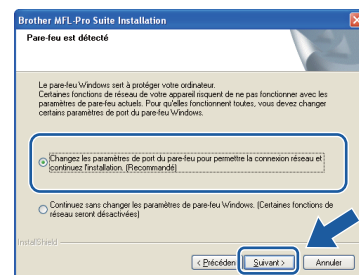 Brother MFL-Pro Suite Installation
Pare-feu est détecté
Le pare-feu Windows sert à protéger votre ordinateur.
Certaines fonctions de réseau de votre appareil risquent de ne pas fonctionner avec les
paramètres de pare-feu actuels. Pour qu'elles fonctionnent toutes, vous devez changer
certains paramètres de port du pare-feu Windows.
Changez les paramètres de port du pare-feu pour permettre la connexion réseau et
continuez l'installation. (Recommandé)
Continuez sans changer les paramètres de pare-feu Windows. (Certaines fonctions de
réseau seront désactivées)
InstallShield
< Précéden
Suivant >
Annuler